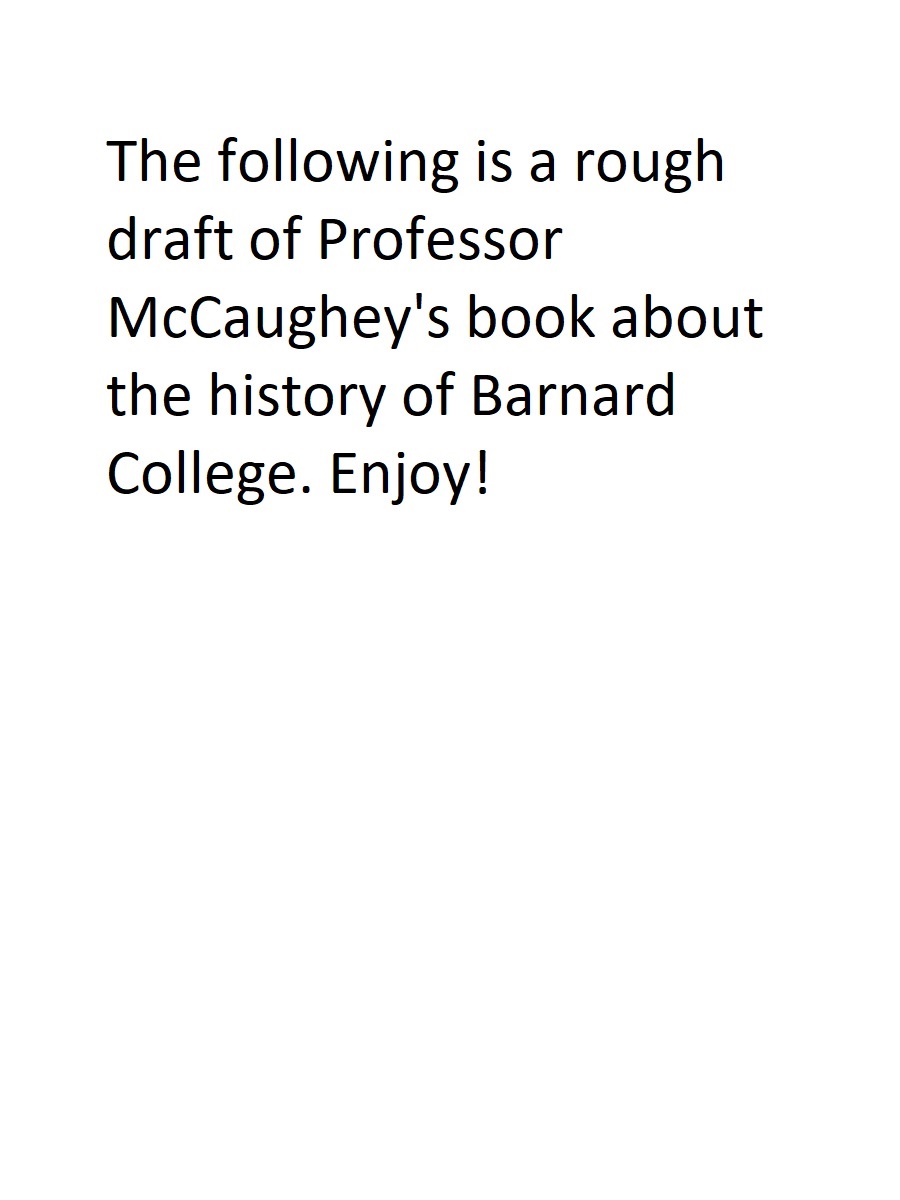 The following is a rough
draft of Professor
McCaughey's book about
the history of Barnard
College. Enjoy!